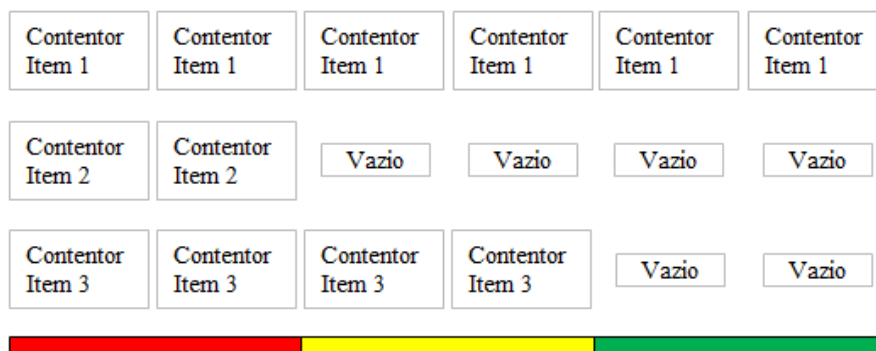 Contentor Contentor Contentor Contentor Contentor Contentor
Item 1 Item 1 Item 1 Item 1 Item 1 Item 1
Contentor Contentor Vazio Vazio Vazio Vazio
Item 2 Item 2
Contentor Contentor Contentor Contentor Vazio Vazio
Item 3 Item 3 Item 3 Item 3